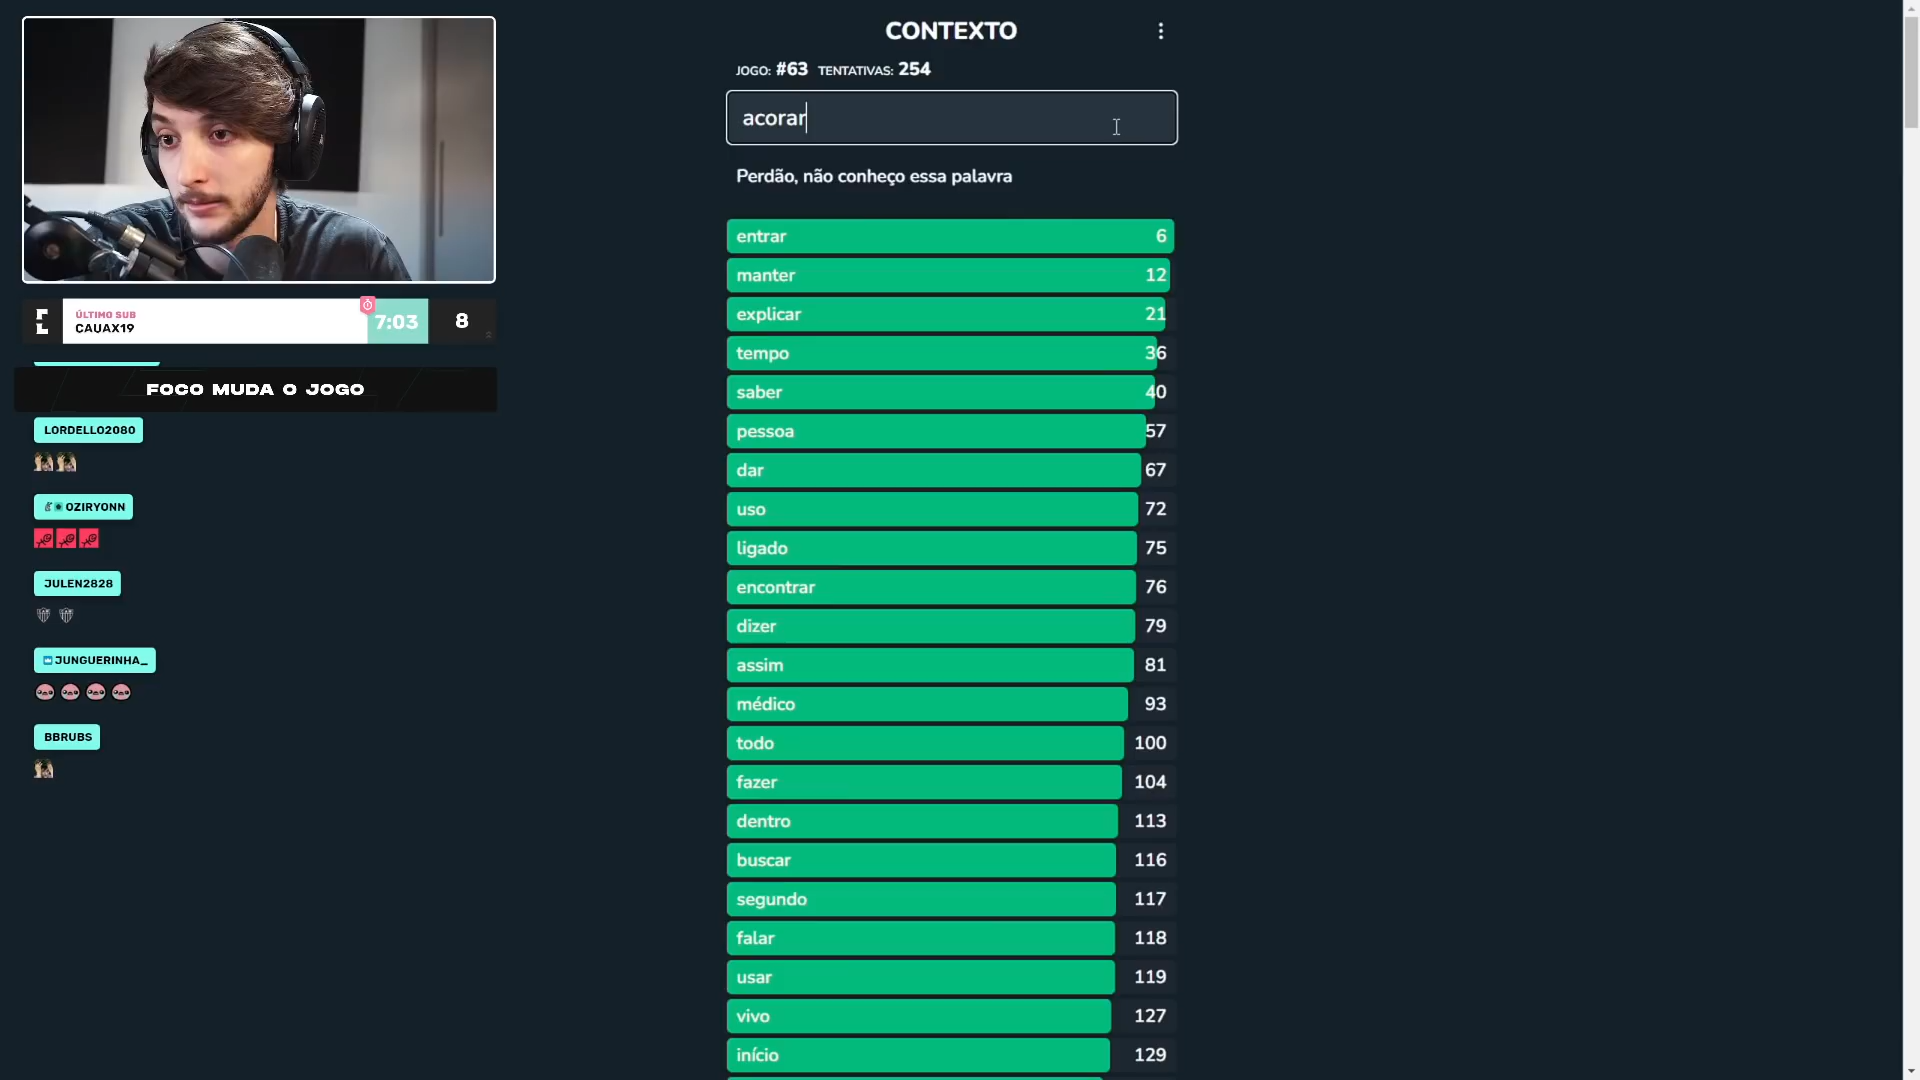 CONTEXTO
JOGO: #63 TENTATIVAS: 254
acorar
Perdão, não conheço essa palavra
entrar 6
manter 12
explicar 21
tempo 36
saber 40
pessoa 57
dar 67
uso 72
ligado 75
encontrar 76
dizer 79
assim 81
médico 93
todo 100
fazer 104
dentro 113
buscar 116
segundo 117
falar 118
usar 119
vivo 127
início 129
ÚLTIMO SUB
CAUAX19
7:03
8
FOCO MUDA O JOGO
LORDELLO2080
OZIRYONN
JULEN2828
JUNGUERINHA_
BBRUBS